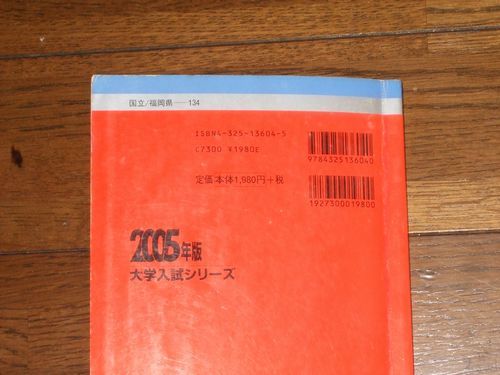 国立/福岡県——134
ISBN4-325-13604-5
C7300 ¥1980E
9784325136040
定価 本体1,980円+税
1927300019800
2005年版
大学入試シリーズ